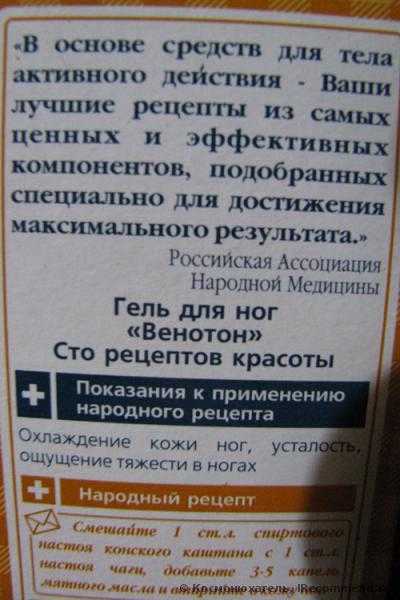 «В основе средств для тела
активного действия - Ваши
лучшие рецепты из самых
ценных и эффективных
компонентов, подобранных
специально для достижения
максимального результата.»
Российская Ассоциация
Народной Медицины
Гель для ног
«Венотон»
Сто рецептов красоты
Показания к применению
народного рецепта
Охлаждение кожи ног, усталость,
ощущение тяжести в ногах
Народный рецепт
Смешайте 1 ст.л. спиртового
настоя конского каштана с 1 ст.л.
настоя чаги, добавьте 3-5 капель
мятного масла и